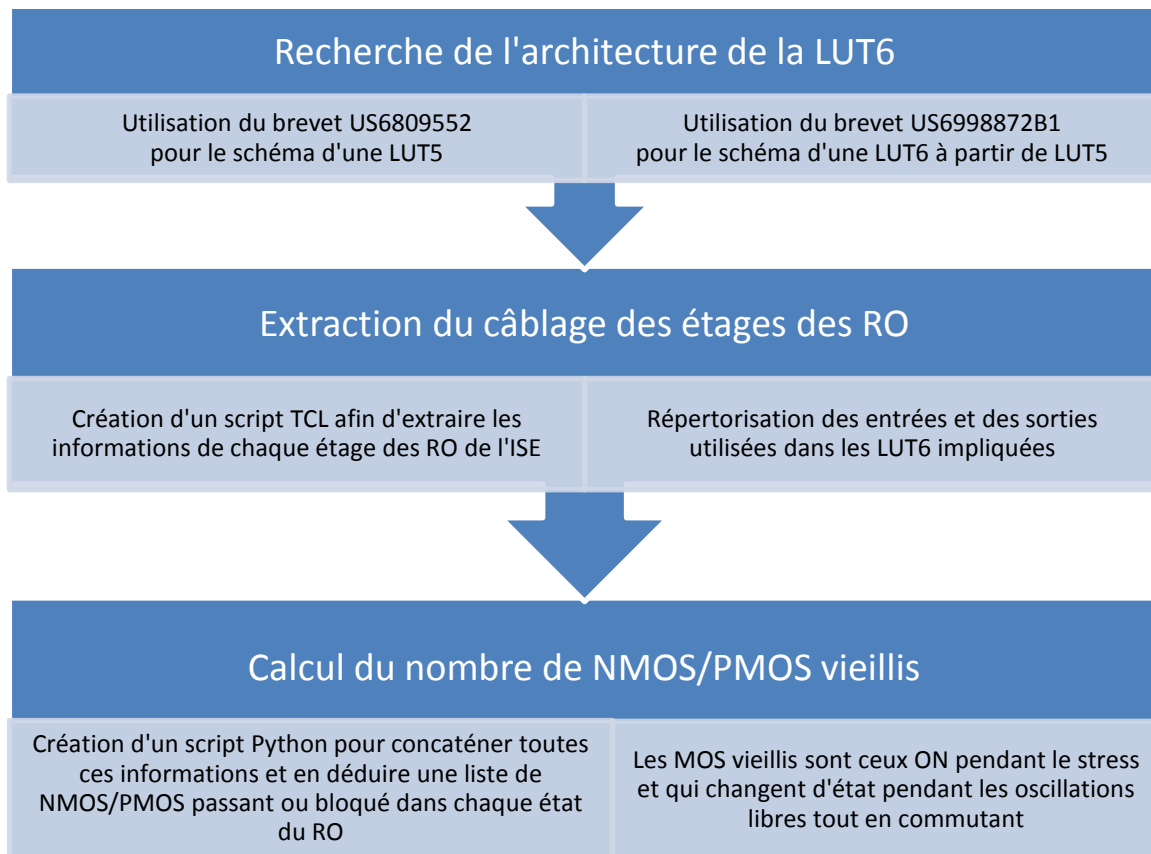 Recherche de l'architecture de la LUT6
Utilisation du brevet US6809552
pour le schéma d'une LUT5
Utilisation du brevet US6998872B1
pour le schéma d'une LUT6 à partir de LUT5
Extraction du câblage des étages des RO
Création d'un script TCL afin d'extraire les
informations de chaque étage des RO de l'ISE
Répertorisation des entrées et des sorties
utilisées dans les LUT6 impliquées
Calcul du nombre de NMOS/PMOS vieillis
Création d'un script Python pour concaténer toutes
ces informations et en déduire une liste de
NMOS/PMOS passant ou bloqué dans chaque état
du RO
Les MOS vieillis sont ceux ON pendant le stress
et qui changent d'état pendant les oscillations
libres tout en commutant